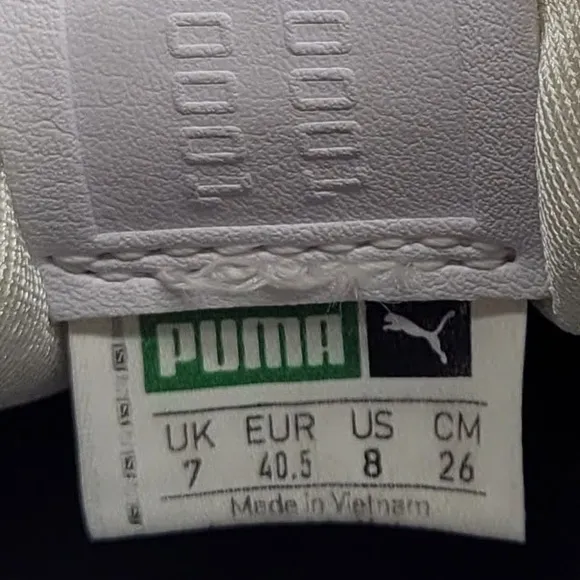 PUMA
UK EUR US CM
7 40.5 8 26
Made in Vietnam